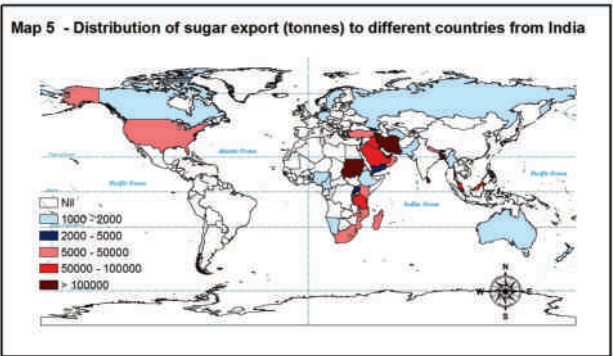 Map 5 - Distribution of sugar export (tonnes) to different countries from India
Atlantic Ocean
Pacific Ocean
Pacific Ocean
Indian Ocean
Nil
1000 - 2000
2000 - 5000
5000 - 50000
50000 - 100000
> 100000
N
W
E
S